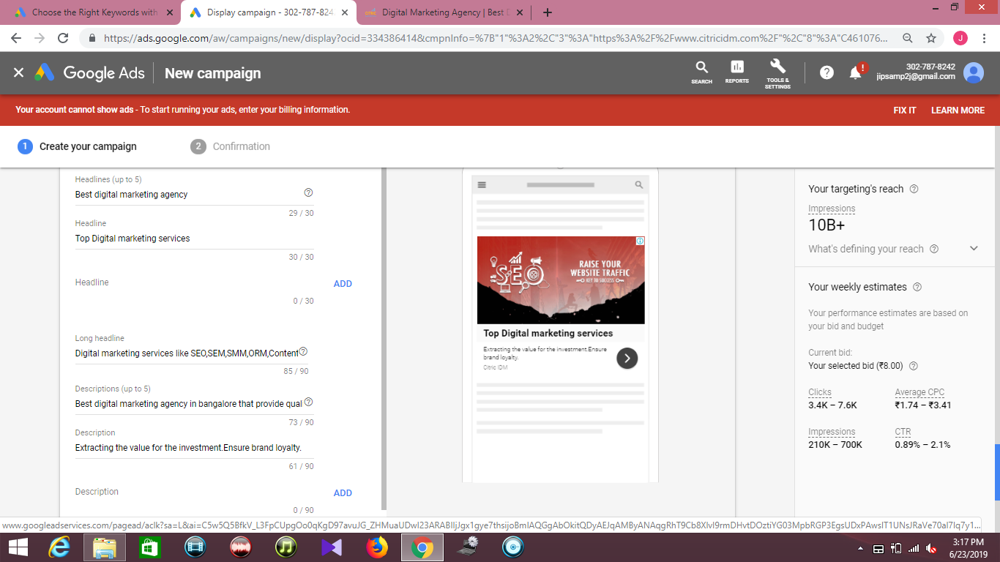 Choose the Right Keywords with
Display campaign - 302-787-824
Digital Marketing Agency | Best D
https://ads.google.com/aw/campaigns/new/display?ocid=334386414&cmpnInfo=%7B"1"%3A2%2C"3"%3A"https%3A%2F%2Fwww.citricidm.com%2F"%2C"8"%3A"C461076...
J
Google Ads
New campaign
SEARCH
REPORTS
TOOLS & SETTINGS
!
302-787-8242
jipsamp2j@gmail.com
Your account cannot show ads - To start running your ads, enter your billing information.
FIX IT
LEARN MORE
1 Create your campaign
2 Confirmation
Headlines (up to 5)
Best digital marketing agency
29 / 30
Headline
Top Digital marketing services
30 / 30
Headline
ADD
0 / 30
Long headline
Digital marketing services like SEO,SEM,SMM,ORM,Content
85 / 90
Descriptions (up to 5)
Best digital marketing agency in bangalore that provide qual
73 / 90
Description
Extracting the value for the investment.Ensure brand loyalty.
61 / 90
Description
ADD
0 / 90
SEO
RAISE YOUR
WEBSITE TRAFFIC
KEY TO SUCCESS
Top Digital marketing services
Extracting the value for the investment.Ensure
brand loyalty.
Citric IDM
Your targeting's reach
Impressions
10B+
What's defining your reach
Your weekly estimates
Your performance estimates are based on
your bid and budget
Current bid:
Your selected bid (₹8.00)
Clicks
3.4K – 7.6K
Average CPC
₹1.74 – ₹3.41
Impressions
210K – 700K
CTR
0.89% – 2.1%
3:17 PM
6/23/2019